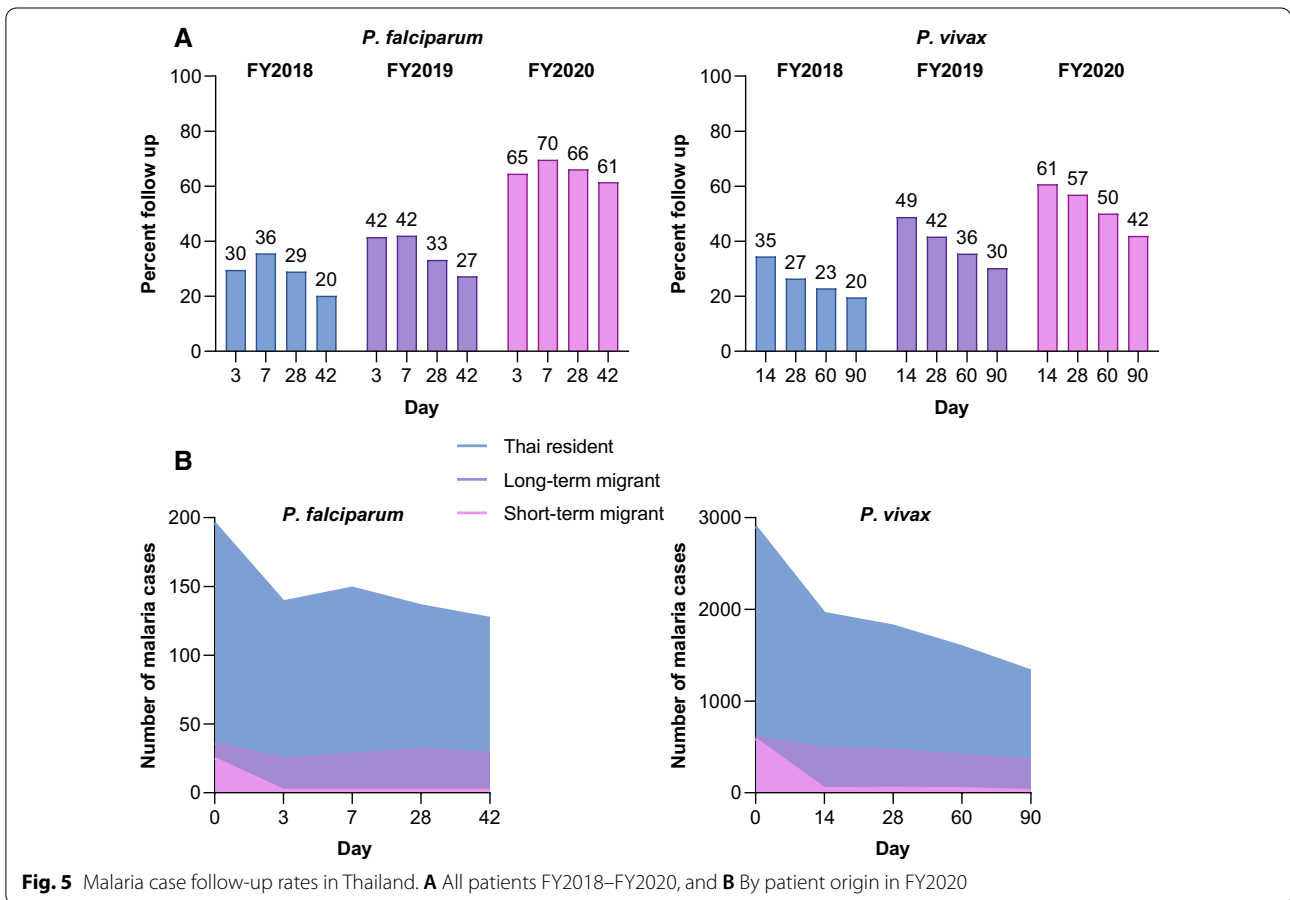 A
P. falciparum
FY2018 FY2019 FY2020
Percent follow up
100
80
60
40
20
0
30 36 29 20
42 42 33 27
65 70 66 61
3 7 28 42 3 7 28 42 3 7 28 42
Day
P. vivax
FY2018 FY2019 FY2020
Percent follow up
100
80
60
40
20
0
35 27 23 20
49 42 36 30
61 57 50 42
14 28 60 90 14 28 60 90 14 28 60 90
Day
B
Thai resident
Long-term migrant
Short-term migrant
P. falciparum
Number of malaria cases
200
150
100
50
0
0 3 7 28 42
Day
P. vivax
Number of malaria cases
3000
2000
1000
0
0 14 28 60 90
Day
Fig. 5 Malaria case follow-up rates in Thailand. A All patients FY2018–FY2020, and B By patient origin in FY2020